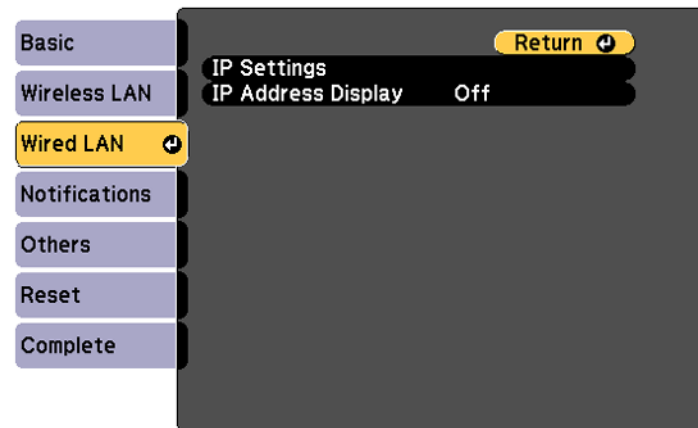 Basic
Wireless LAN
Wired LAN
Notifications
Others
Reset
Complete
Return
IP Settings
IP Address Display Off